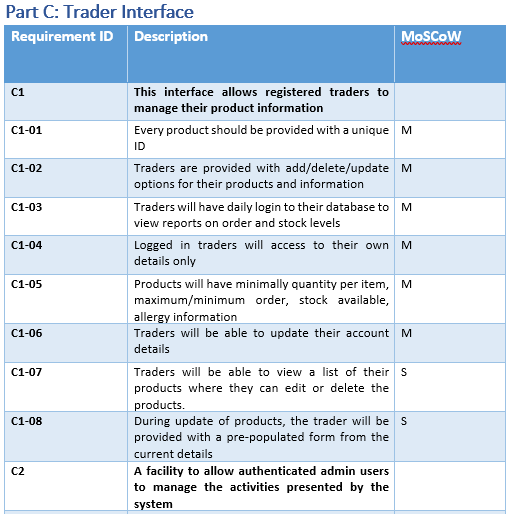 Part C: Trader Interface
Requirement ID Description MoSCoW
C1 This interface allows registered traders to
manage their product information
C1-01 Every product should be provided with a unique M
ID
C1-02 Traders are provided with add/delete/update M
options for their products and information
C1-03 Traders will have daily login to their database to M
view reports on order and stock levels
C1-04 Logged in traders will access to their own M
details only
C1-05 Products will have minimally quantity per item, M
maximum/minimum order, stock available,
allergy information
C1-06 Traders will be able to update their account M
details
C1-07 Traders will be able to view a list of their S
products where they can edit or delete the
products.
C1-08 During update of products, the trader will be S
provided with a pre-populated form from the
current details
C2 A facility to allow authenticated admin users
to manage the activities presented by the
system